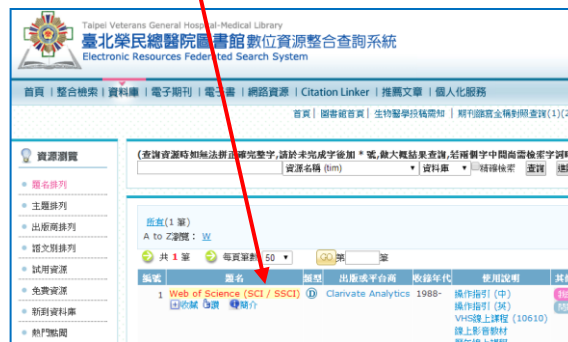 Taipei Veterans General Hospital-Medical Library
臺北榮民總醫院圖書館數位資源整合查詢系統
Electronic Resources Federated Search System
首頁 | 整合檢索 | 資料庫 | 電子期刊 | 電子書 | 網路資源 | Citation Linker | 推薦文章 | 個人化服務
首頁 | 圖書館首頁 | 生物醫學投稿需知 | 期刊縮寫全稱對照查詢(1)(2
資源瀏覽
(查詢資源時如無法拼正確完整字,請於未完成字後加 * 號,做大概括果查詢,若兩個字中間尚需檢索字詞時
資源名稱 (tim) 資料庫 精確檢索 查詢 進
題名排列
主題排列
出版商排列
語文別排列
試用資源
免費資源
新到資料庫
熱門點閱
所有(1 筆)
A to Z瀏覽： W
共 1 筆 每頁筆數 50 GO 第 筆
編號 題名 類型 出版或平台商 收錄年代 使用說明 其
1 Web of Science (SCI / SSCI) D Clarivate Analytics 1988- 操作指引 (中)
收藏 讚 簡介 操作指引 (英)
VHS線上課程 (10610)
線上影音教材